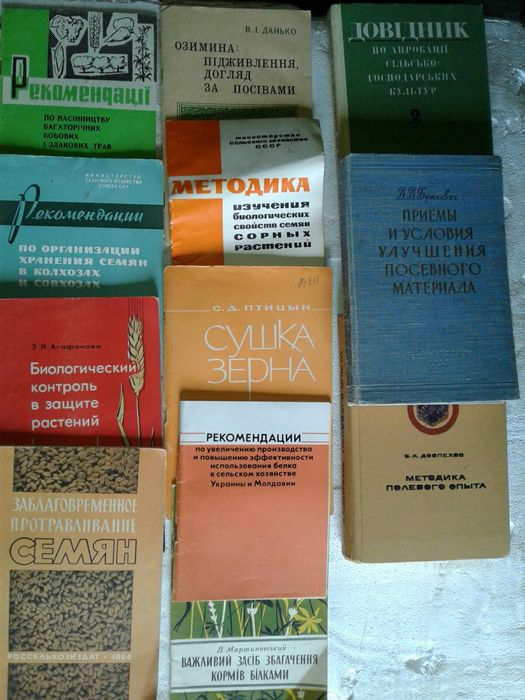 Рекомендації
ПО НАСІННИЦТВУ
БАГАТОРІЧНИХ
БОБОВИХ
І ЗЛАКОВИХ ТРАВ
В. І. ДАНЬКО
ОЗИМИНА:
ПІДЖИВЛЕННЯ,
ДОГЛЯД
ЗА ПОСІВАМИ
ДОВІДНИК
ПО АПРОБАЦІЇ
СІЛЬСЬКО-
ГОСПОДАРСЬКИХ
КУЛЬТУР
2
МИНИСТЕРСТВО
СЕЛЬСКОГО ХОЗЯЙСТВА
СОЮЗА ССР
Рекомендации
ПО ОРГАНИЗАЦИИ
ХРАНЕНИЯ СЕМЯН
В КОЛХОЗАХ
И СОВХОЗАХ
МИНИСТЕРСТВО
СЕЛЬСКОГО ХОЗЯЙСТВА
СССР
МЕТОДИКА
ИЗУЧЕНИЯ
БИОЛОГИЧЕСКИХ
СВОЙСТВ СЕМЯН
СОРНЫХ
РАСТЕНИЙ
В.В.Буткевич
ПРИЕМЫ
И УСЛОВИЯ
УЛУЧШЕНИЯ
ПОСЕВНОГО
МАТЕРИАЛА
З. Я. Агафонова
Биологический
контроль
в защите
растений
С. Д. ПТИЦЫН
СУШКА
ЗЕРНА
РЕКОМЕНДАЦИИ
по увеличению производства
и повышению эффективности
использования белка
в сельском хозяйстве
Украины и Молдавии
Б. А. ДОСПЕХОВ
МЕТОДИКА
ПОЛЕВОГО ОПЫТА
ЗАБЛАГОВРЕМЕННОЕ
ПРОТРАВЛИВАНИЕ
СЕМЯН
РОССЕЛЬХОЗИЗДАТ • 1966
В. Мартиновський
ВАЖЛИВИЙ ЗАСІБ ЗБАГАЧЕННЯ
КОРМІВ БІЛКАМИ